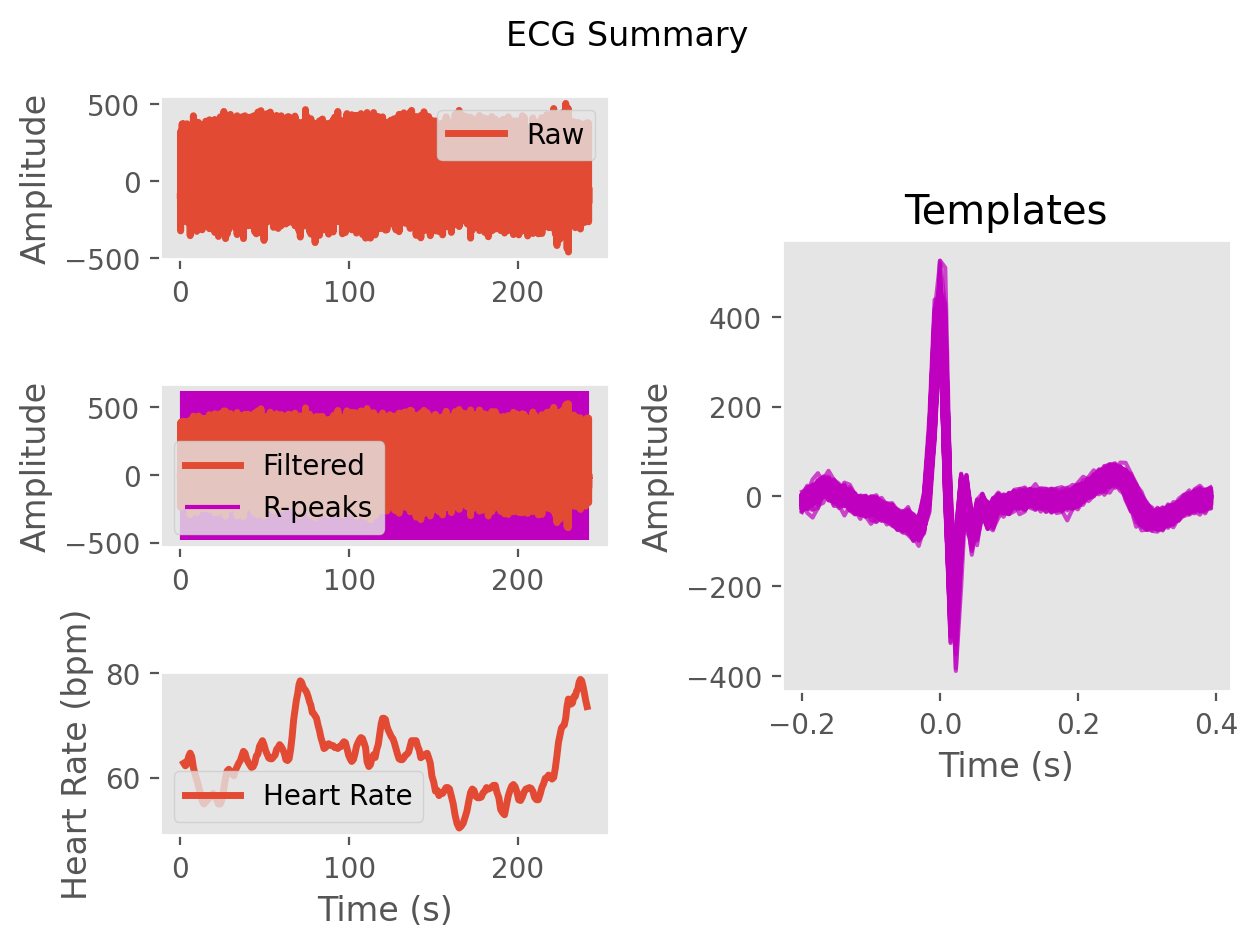 ECG Summary
Amplitude
500
0
−500
Raw
0 100 200
Amplitude
500
0
−500
Filtered
R-peaks
0 100 200
Heart Rate (bpm)
80
60
Heart Rate
0 100 200
Time (s)
Templates
Amplitude
400
200
0
−200
−400
−0.2 0.0 0.2 0.4
Time (s)